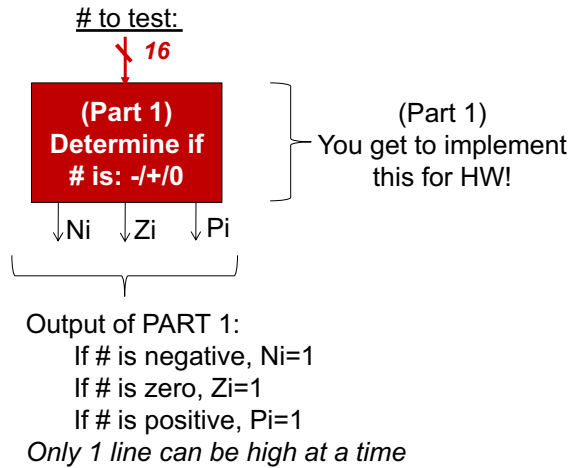 # to test:
16
(Part 1)
Determine if
# is: -/+/0
(Part 1)
You get to implement
this for HW!
Ni
Zi
Pi
Output of PART 1:
If # is negative, Ni=1
If # is zero, Zi=1
If # is positive, Pi=1
Only 1 line can be high at a time